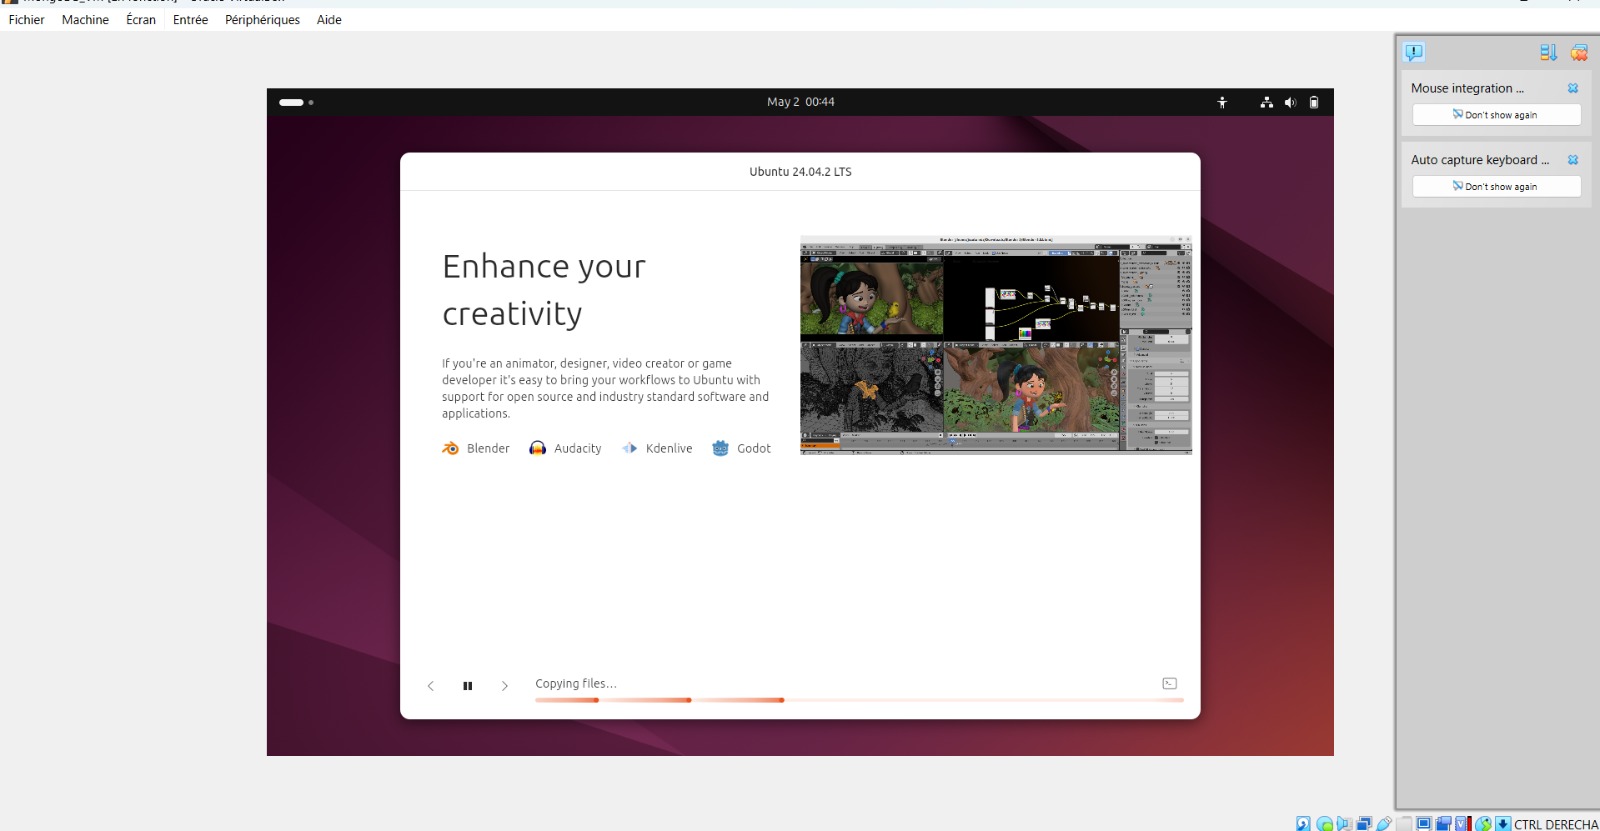 Fichier Machine Écran Entrée Périphériques Aide
May 2 00:44
Ubuntu 24.04.2 LTS
Enhance your
creativity
If you're an animator, designer, video creator or game
developer it's easy to bring your workflows to Ubuntu with
support for open source and industry standard software and
applications.
Blender Audacity Kdenlive Godot
Copying files...
Mouse integration ...
Don't show again
Auto capture keyboard ...
Don't show again
CTRL DERECHA